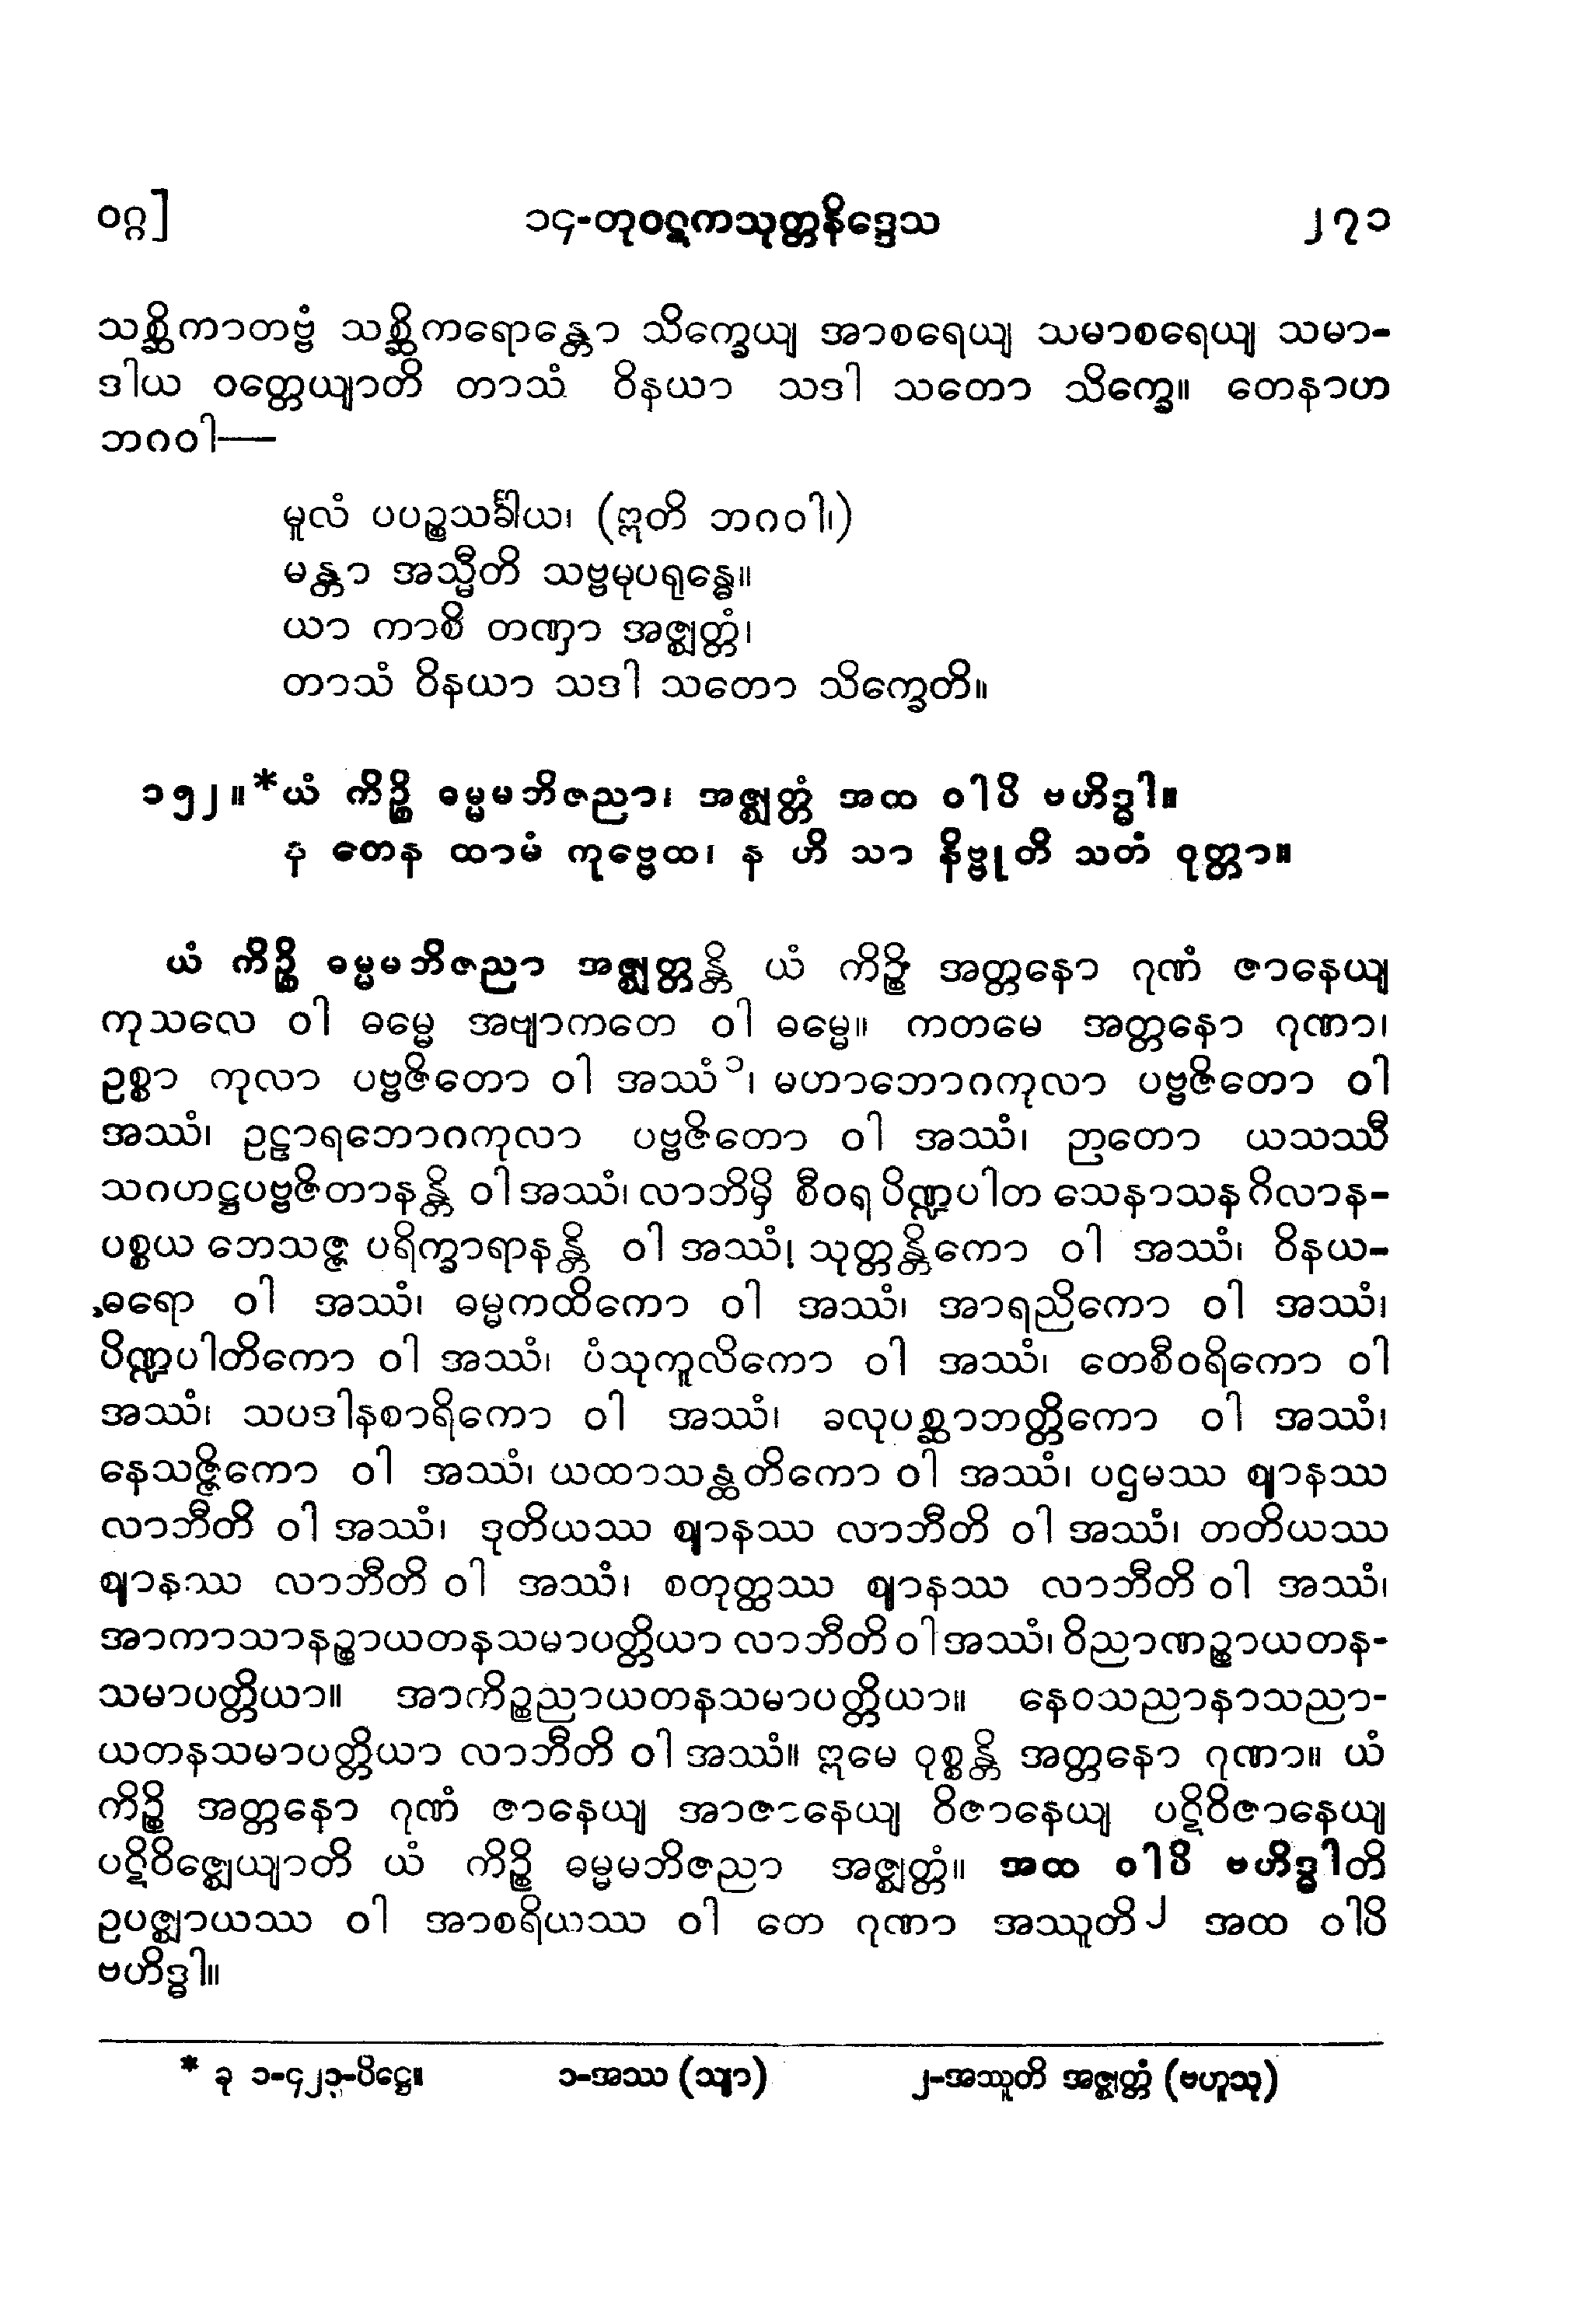 ဝဂ္ဂ] ၁၄-တုဝဋ္ဋကသုတ္တနိဒ္ဒေသ ၂၇၁
သစ္ဆိကာတဗ္ဗံ သစ္ဆိကရောန္တော သိက္ခေယျ အာစရေယျ သမာစရေယျ သမာ-
ဒါယ ဝတ္တေယျာတိ တာသံ ဝိနယာ သဒါ သတော သိက္ခေ။ တေနာဟ
ဘဂဝါ—
မူလံ ပပဉ္စသင်္ခါယ၊ (ဣတိ ဘဂဝါ၊)
မန္တာ အသ္မီတိ သဗ္ဗမုပရုန္ဓေ။
ယာ ကာစိ တဏှာ အဇ္ဈတ္တံ၊
တာသံ ဝိနယာ သဒါ သတော သိက္ခေတိ။
၁၅၂။*ယံ ကိဉ္စိ ဓမ္မမဘိဇညာ၊ အဇ္ဈတ္တံ အထ ဝါပိ ဗဟိဒ္ဓါ။
န တေန ထာမံ ကုဗ္ဗေထ၊ န ဟိ သာ နိဗ္ဗုတိ သတံ ဝုတ္တာ။
ယံ ကိဉ္စိ ဓမ္မမဘိဇညာ အဇ္ဈတ္တန္တိ ယံ ကိဉ္စိ အတ္တနော ဂုဏံ ဇာနေယျ
ကုသလေ ဝါ ဓမ္မေ အဗျာကတေ ဝါ ဓမ္မေ။ ကတမေ အတ္တနော ဂုဏာ၊
ဥစ္စာ ကုလာ ပဗ္ဗဇိတော ဝါ အဿံ၁၊ မဟာဘောဂကုလာ ပဗ္ဗဇိတော ဝါ
အဿံ၊ ဥဠာရဘောဂကုလာ ပဗ္ဗဇိတော ဝါ အဿံ၊ ဉာတော ယသဿီ
သဂဟဋ္ဌပဗ္ဗဇိတာနန္တိ ဝါ အဿံ၊ လာဘိမှိ စီဝရ ပိဏ္ဍပါတ သေနာသန ဂိလာန-
ပစ္စယ ဘေသဇ္ဇ ပရိက္ခာရာနန္တိ ဝါ အဿံ၊ သုတ္တန္တိကော ဝါ အဿံ၊ ဝိနယ-
ဓရော ဝါ အဿံ၊ ဓမ္မကထိကော ဝါ အဿံ၊ အာရညိကော ဝါ အဿံ၊
ပိဏ္ဍပါတိကော ဝါ အဿံ၊ ပံသုကူလိကော ဝါ အဿံ၊ တေစီဝရိကော ဝါ
အဿံ၊ သပဒါနစာရိကော ဝါ အဿံ၊ ခလုပစ္ဆာဘတ္တိကော ဝါ အဿံ၊
နေသဇ္ဇိကော ဝါ အဿံ၊ ယထာသန္ထတိကော ဝါ အဿံ၊ ပဌမဿ ဈာနဿ
လာဘီတိ ဝါ အဿံ၊ ဒုတိယဿ ဈာနဿ လာဘီတိ ဝါ အဿံ၊ တတိယဿ
ဈာနဿ လာဘီတိ ဝါ အဿံ၊ စတုတ္ထဿ ဈာနဿ လာဘီတိ ဝါ အဿံ၊
အာကာသာနဉ္စာယတနသမာပတ္တိယာ လာဘီတိ ဝါ အဿံ၊ ဝိညာဏဉ္စာယတန-
သမာပတ္တိယာ။ အာကိဉ္စညာယတနသမာပတ္တိယာ။ နေဝသညာနာသညာ-
ယတနသမာပတ္တိယာ လာဘီတိ ဝါ အဿံ။ ဣမေ ဝုစ္စန္တိ အတ္တနော ဂုဏာ။ ယံ
ကိဉ္စိ အတ္တနော ဂုဏံ ဇာနေယျ အာဇာနေယျ ဝိဇာနေယျ ပဋိဝိဇာနေယျ
ပဋိဝိဇ္ဈေယျာတိ ယံ ကိဉ္စိ ဓမ္မမဘိဇညာ အဇ္ဈတ္တံ။ အထ ဝါပိ ဗဟိဒ္ဓါတိ
ဥပဇ္ဈာယဿ ဝါ အာစရိယဿ ဝါ တေ ဂုဏာ အဿူတိ၂ အထ ဝါပိ
ဗဟိဒ္ဓါ။
* ခု ၁-၄၂၃-ပိဋ္ဌေ။ ၁-အဿ (သျာ) ၂-အဿူတိ အဇ္ဈတ္တံ (ဗဟူသု)